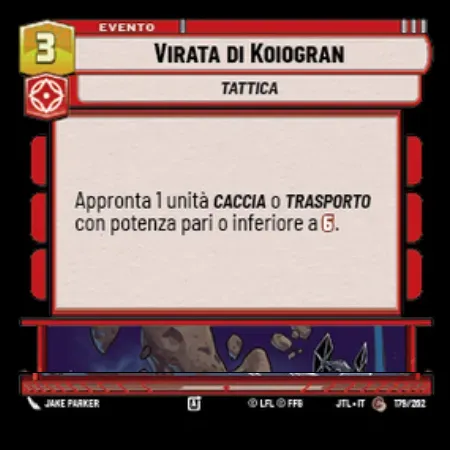 EVENTO
3
VIRATA DI KOIOGRAN
TATTICA
Appronta 1 unità CACCIA o TRASPORTO
con potenza pari o inferiore a 6.
JAKE PARKER
Ⓒ LFL Ⓒ FFG
JTL • IT
175/262